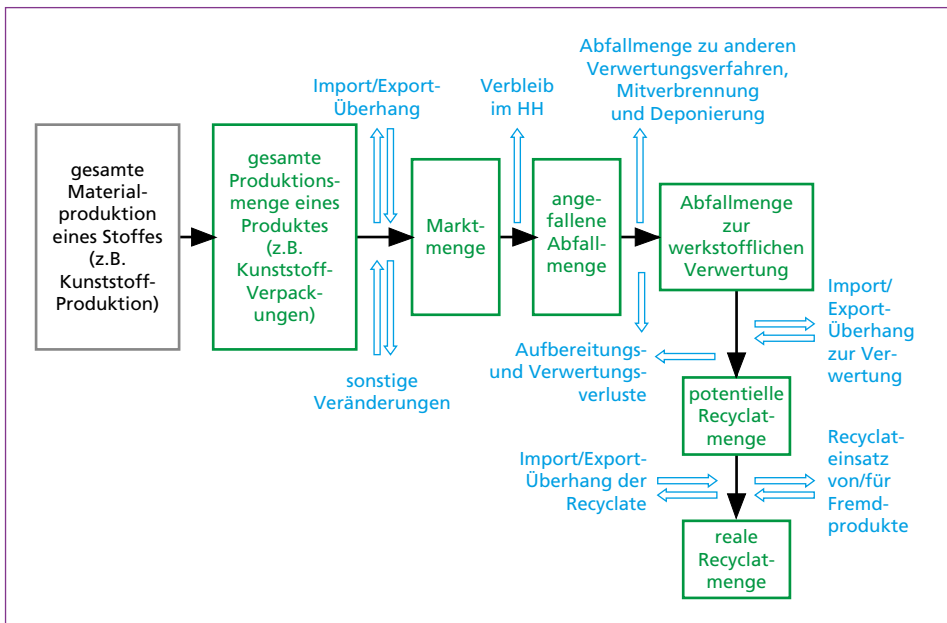 gesamte
Material-
produktion
eines Stoffes
(z.B.
Kunststoff-
Produktion)
gesamte
Produktions-
menge eines
Produktes
(z.B.
Kunststoff-
Verpack-
ungen)
Import/Export-
Überhang
sonstige
Veränderungen
Markt-
menge
Verbleib
im HH
ange-
fallene
Abfall-
menge
Abfallmenge zu anderen
Verwertungsverfahren,
Mitverbrennung
und Deponierung
Abfallmenge
zur
werkstofflichen
Verwertung
Aufbereitungs-
und Verwertungs-
verluste
Import/
Export-
Überhang
zur Ver-
wertung
potentielle
Recyclat-
menge
Import/Export-
Überhang der
Recyclate
Recyclat-
einsatz
von/für
Fremd-
produkte
reale
Recyclat-
menge